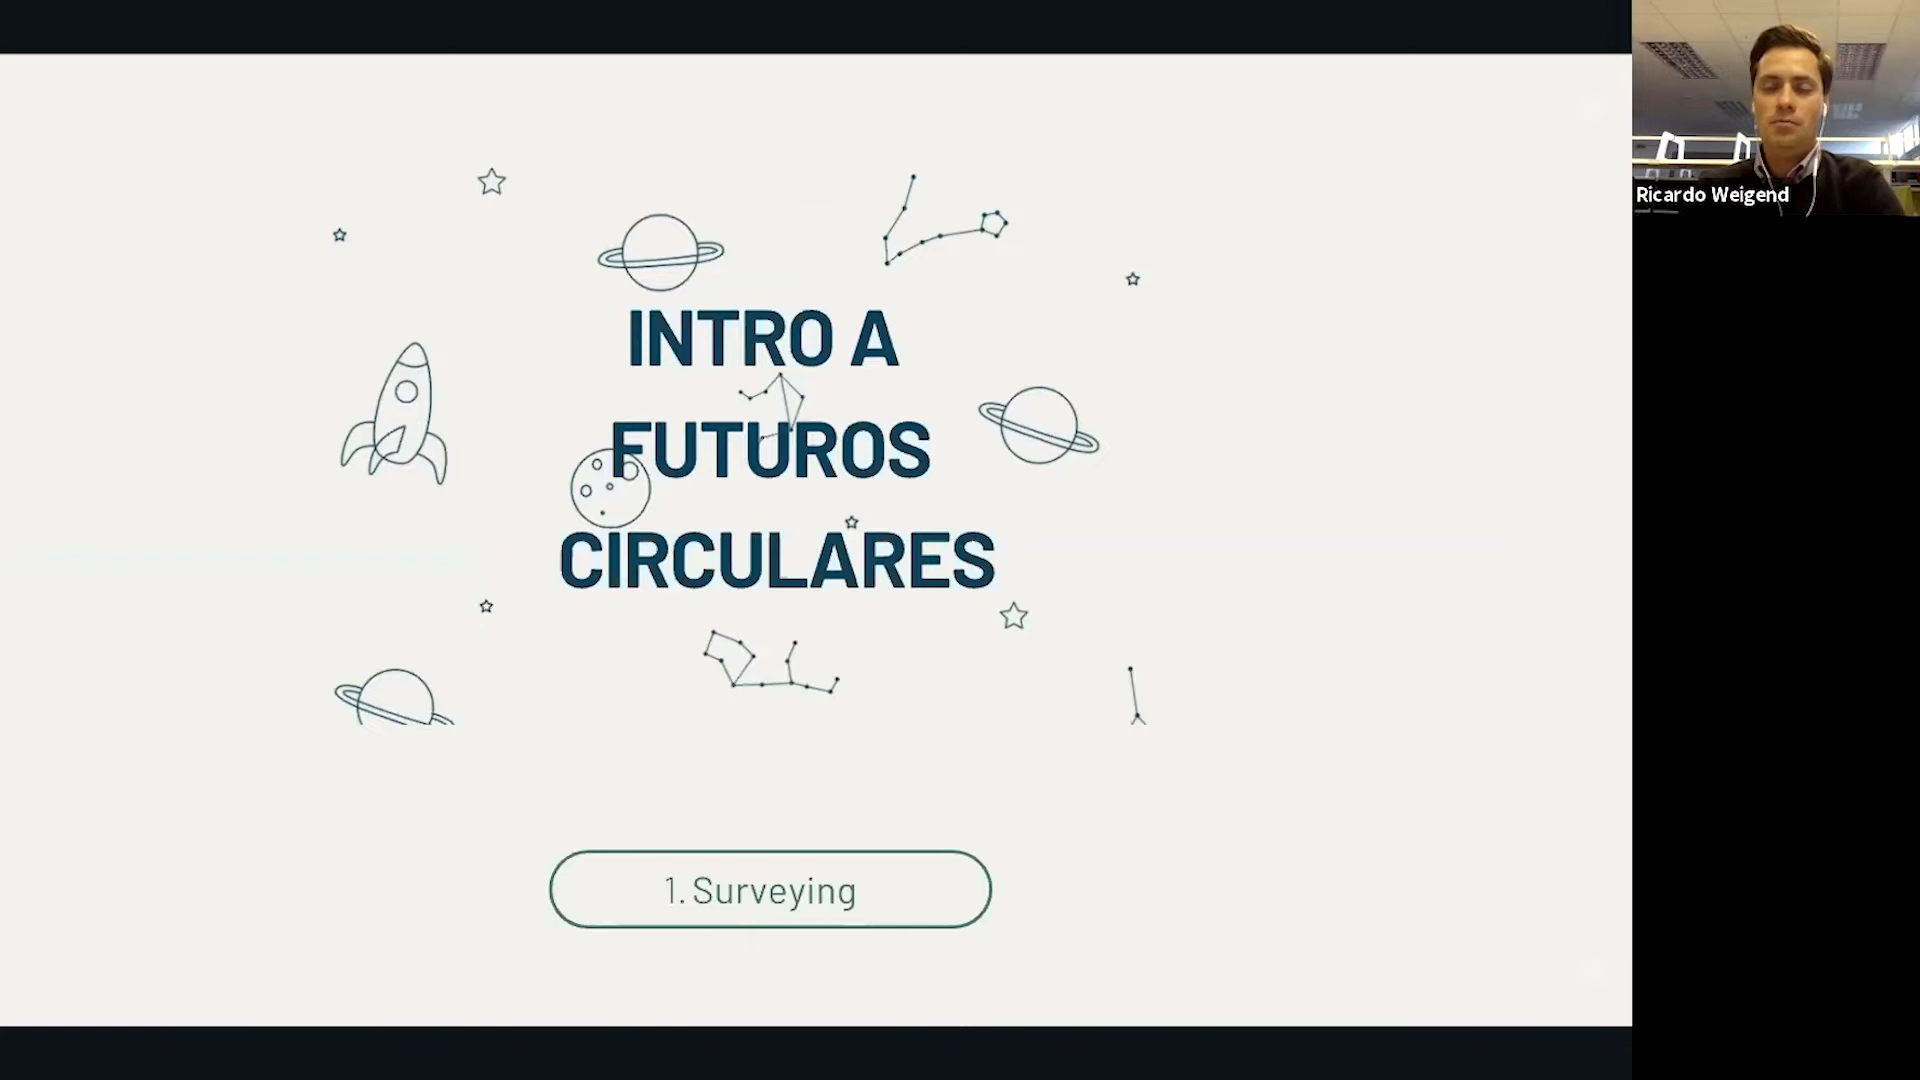 INTRO A
FUTUROS
CIRCULARES
1. Surveying
Ricardo Weigend